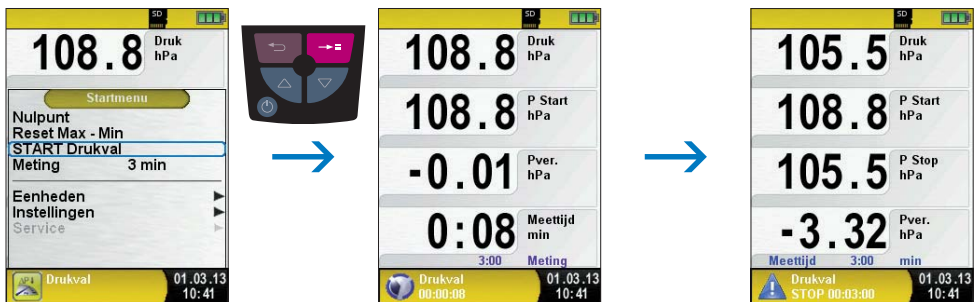 SD
108.8 Druk hPa
Startmenu
Nulpunt
Reset Max - Min
START Drukval
Meting 3 min
Eenheden
Instellingen
Service
Drukval 01.03.13
10:41
SD
108.8 Druk hPa
108.8 P Start hPa
-0.01 Pver. hPa
0:08 Meettijd min
3:00 Meting
Drukval 01.03.13
00:00:08 10:41
SD
105.5 Druk hPa
108.8 P Start hPa
105.5 P Stop hPa
-3.32 Pver. hPa
Meettijd 3:00 min
Drukval 01.03.13
STOP 00:03:00 10:41